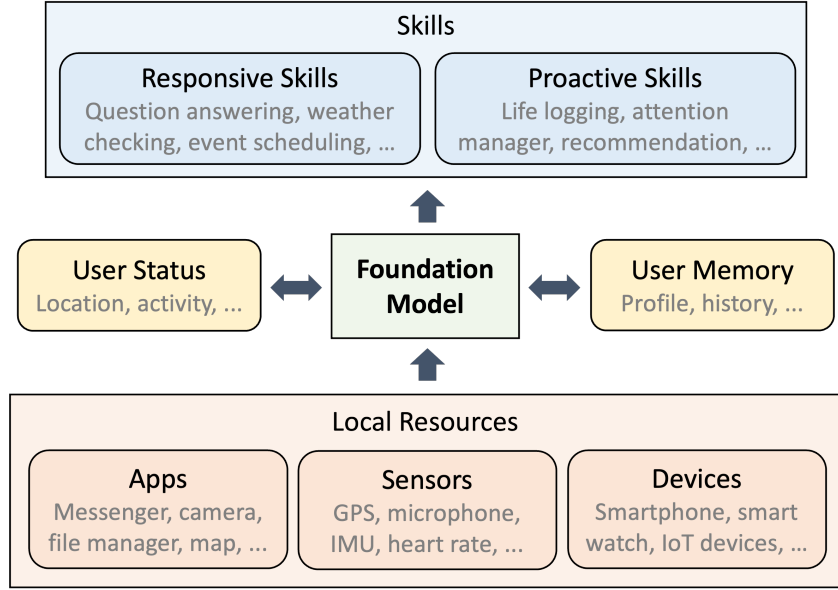 Skills
Responsive Skills
Question answering, weather
checking, event scheduling, ...
Proactive Skills
Life logging, attention
manager, recommendation, ...
User Status
Location, activity, ...
Foundation
Model
User Memory
Profile, history, ...
Local Resources
Apps
Messenger, camera,
file manager, map, ...
Sensors
GPS, microphone,
IMU, heart rate, ...
Devices
Smartphone, smart
watch, IoT devices, ...